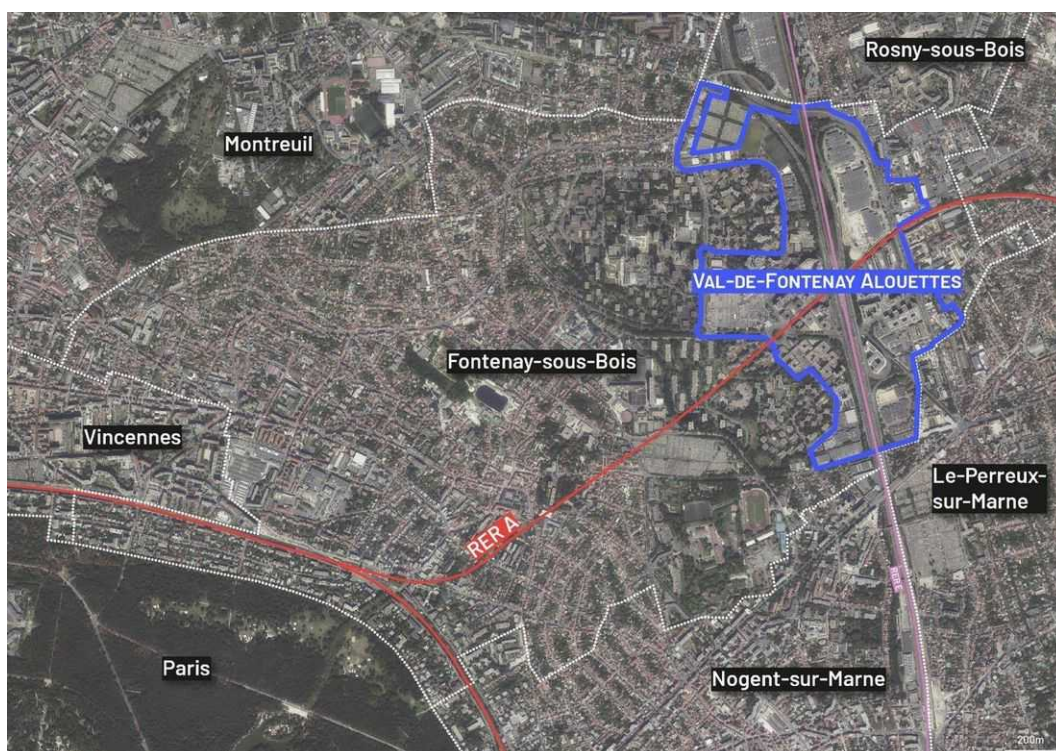 Rosny-sous-Bois
Montreuil
VAL-DE-FONTENAY ALOUETTES
Fontenay-sous-Bois
Vincennes
Le-Perreux-
sur-Marne
RER A
RER E
Paris
Nogent-sur-Marne
200m